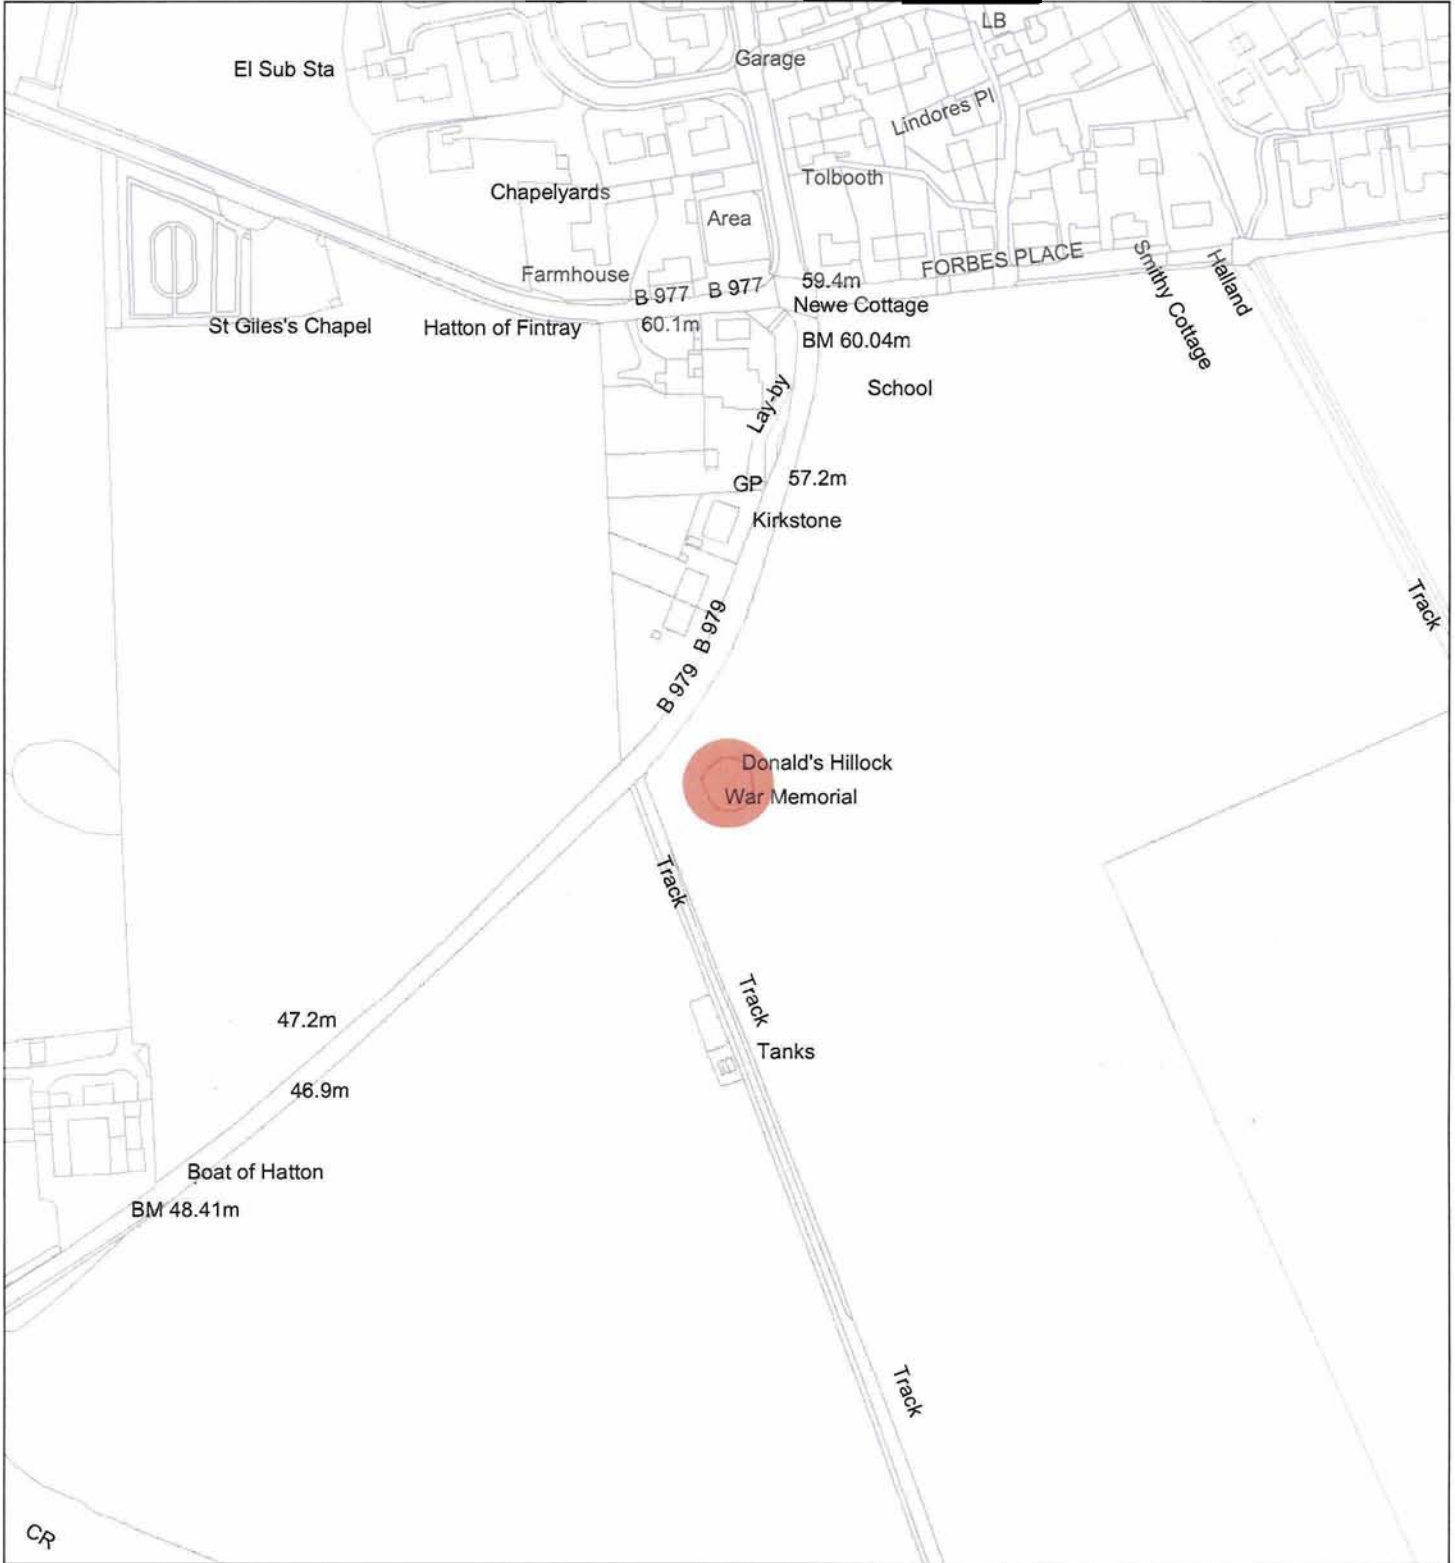 LB
Garage
El Sub Sta
Lindores Pl
Tolbooth
Chapelyards
Area
FORBES PLACE
Smithy Cottage
Halland
Farmhouse
B 977
B 977
59.4m
Newe Cottage
St Giles's Chapel
Hatton of Fintray
60.1m
BM 60.04m
School
Lay-by
GP
57.2m
Kirkstone
Track
B 979
B 979
Donald's Hillock
War Memorial
Track
Track
Tanks
47.2m
46.9m
Boat of Hatton
BM 48.41m
Track
CR